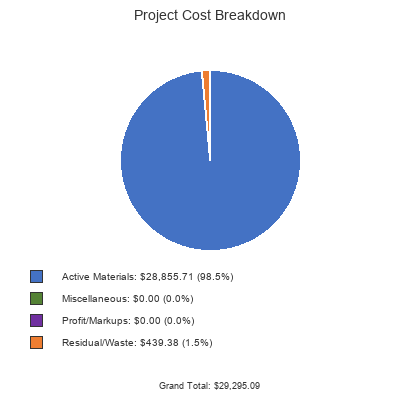 Project Cost Breakdown
Active Materials: $28,855.71 (98.5%)
Miscellaneous: $0.00 (0.0%)
Profit/Markups: $0.00 (0.0%)
Residual/Waste: $439.38 (1.5%)
Grand Total: $29,295.09